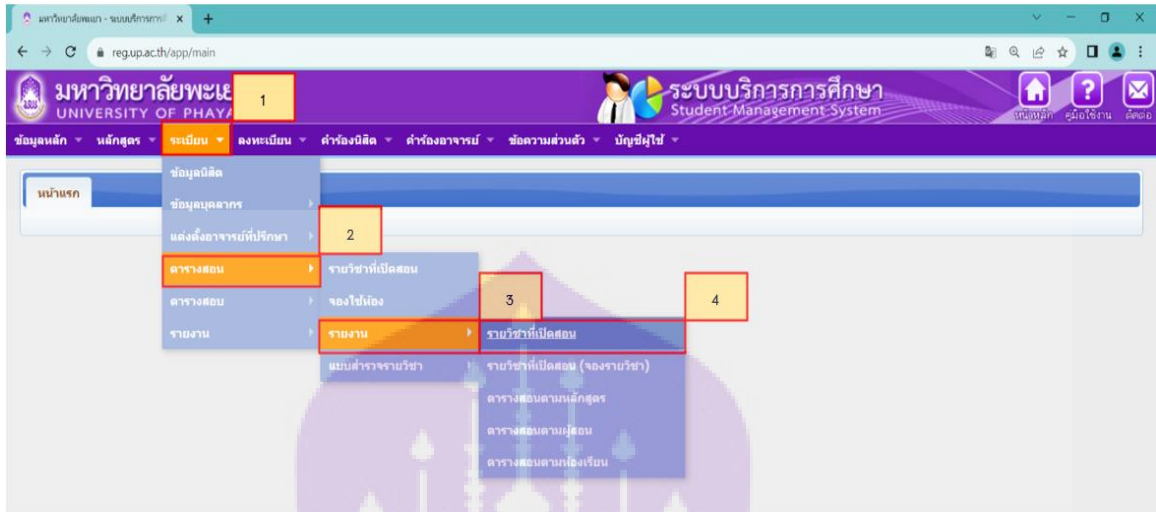 มหาวิทยาลัยพะเยา - ระบบบริการการ
reg.up.ac.th/app/main
มหาวิทยาลัยพะเย
UNIVERSITY OF PHAYA
1
ระบบบริการการศึกษา
Student Management System
หน้าหลัก คู่มือใช้งาน ติดต่อ
ข้อมูลหลัก หลักสูตร ระเบียน ลงทะเบียน คำร้องนิสิต คำร้องอาจารย์ ข้อความส่วนตัว บัญชีผู้ใช้
หน้าแรก
ข้อมูลนิสิต
ข้อมูลบุคลากร
แต่งตั้งอาจารย์ที่ปรึกษา
2
ตารางสอน
รายวิชาที่เปิดสอน
ตารางสอบ
จองใช้ห้อง
3
4
รายงาน
รายงาน
รายวิชาที่เปิดสอน
แบบสำรวจรายวิชา
รายวิชาที่เปิดสอน (จองรายวิชา)
ตารางสอนตามหลักสูตร
ตารางสอนตามผู้สอน
ตารางสอนตามห้องเรียน